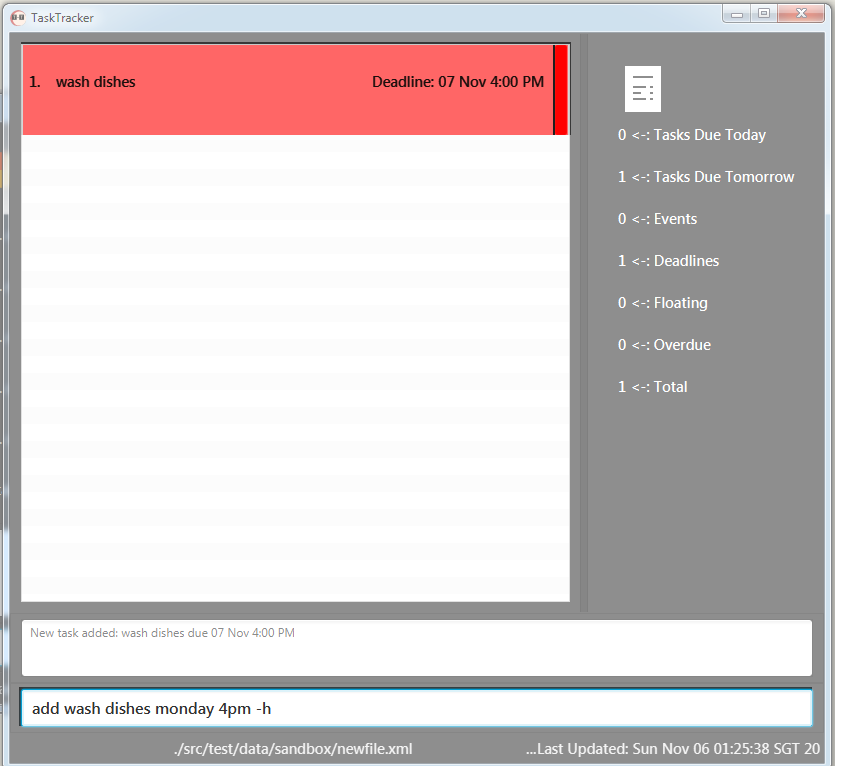 TaskTracker
1. wash dishes Deadline: 07 Nov 4:00 PM
0 <-: Tasks Due Today
1 <-: Tasks Due Tomorrow
0 <-: Events
1 <-: Deadlines
0 <-: Floating
0 <-: Overdue
1 <-: Total
New task added: wash dishes due 07 Nov 4:00 PM
add wash dishes monday 4pm -h
./src/test/data/sandbox/newfile.xml ...Last Updated: Sun Nov 06 01:25:38 SGT 20